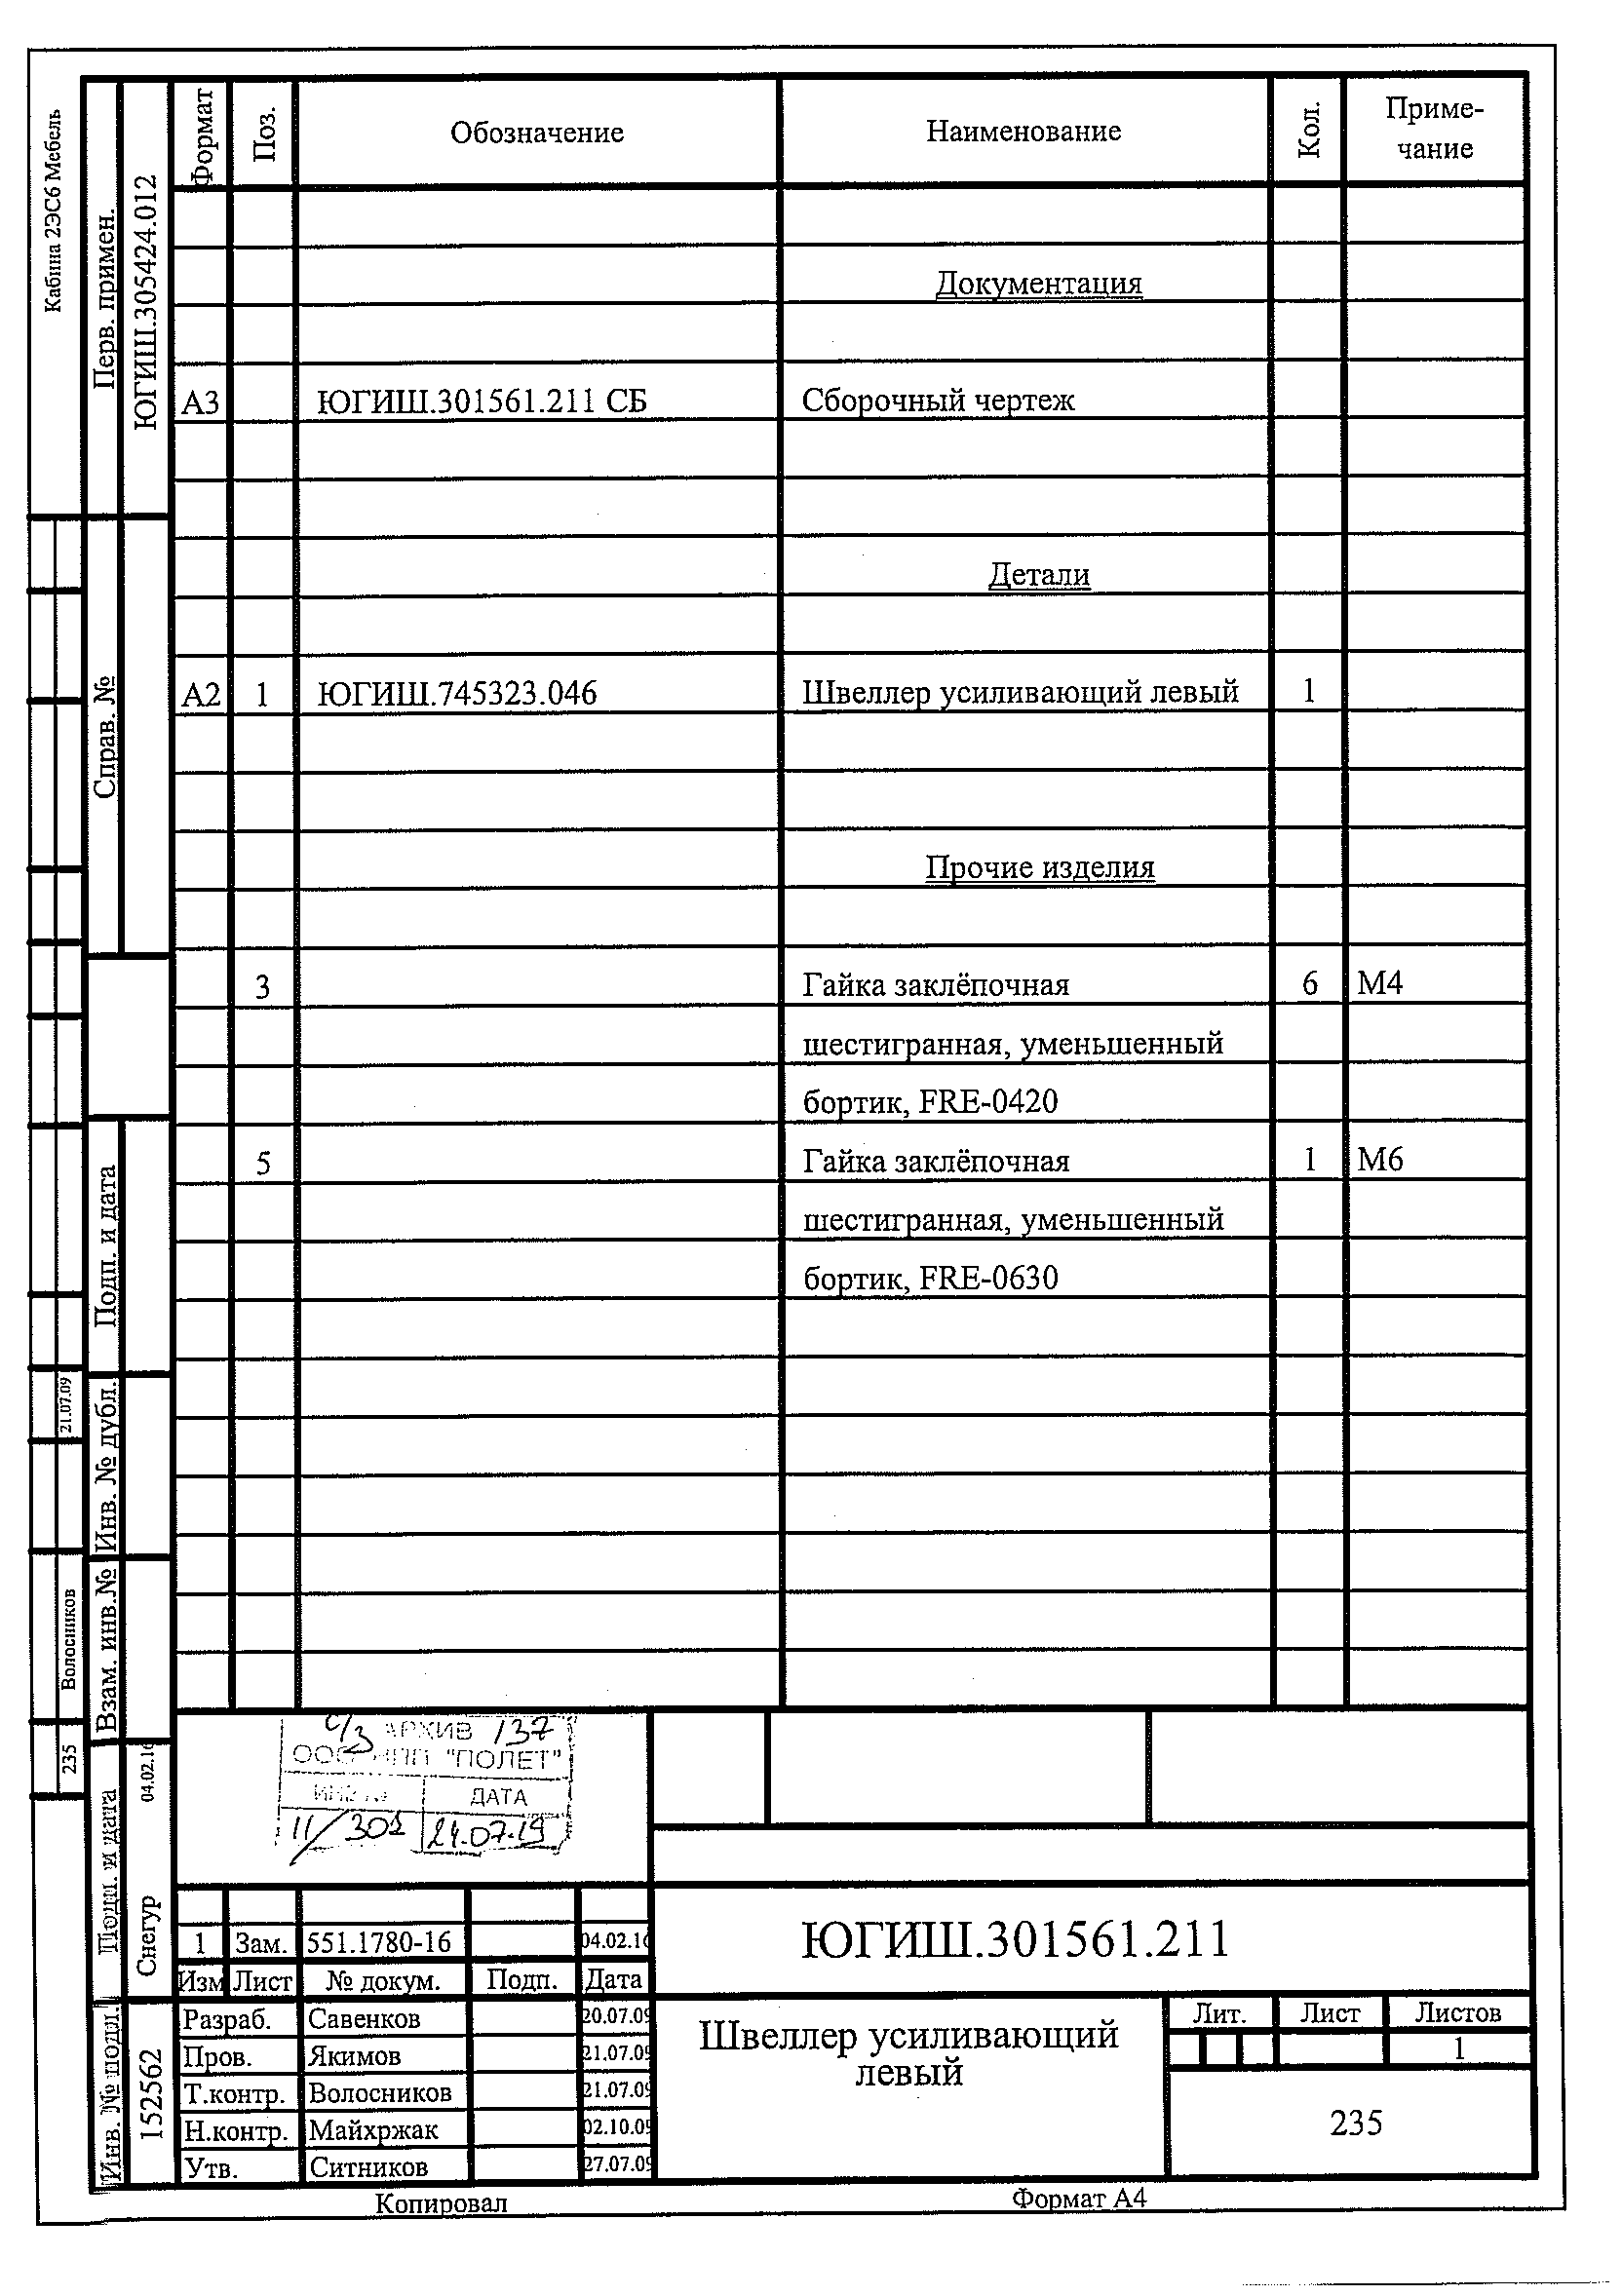 Кабина 2ЭС6 Мебель
Перв. примен.
ЮГИШ.305424.012
Справ. №
Подп. и дата
Инв. № дубл.
Взам. инв.№
Подп. и дата
Инв. № подл.
21.07.09
Волосников
235
04.02.16
Снегур
152562
Формат Поз. Обозначение Наименование Кол. Приме-
чание
Документация
А3 ЮГИШ.301561.211 СБ Сборочный чертеж
Детали
А2 1 ЮГИШ.745323.046 Швеллер усиливающий левый 1
Прочие изделия
3 Гайка заклёпочная 6 М4
шестигранная, уменьшенный
бортик, FRE-0420
5 Гайка заклёпочная 1 М6
шестигранная, уменьшенный
бортик, FRE-0630
с/з АРХИВ 137
ООО НПП "ПОЛЕТ"
ИНВ № ДАТА
11/301 24.07.19
1 Зам. 551.1780-16 04.02.16
Изм Лист № докум. Подп. Дата
ЮГИШ.301561.211
Разраб. Савенков 20.07.09
Пров. Якимов 21.07.09
Т.контр. Волосников 21.07.09
Н.контр. Майхржак 02.10.09
Утв. Ситников 27.07.09
Швеллер усиливающий
левый
Лит. Лист Листов
1
235
Копировал Формат А4